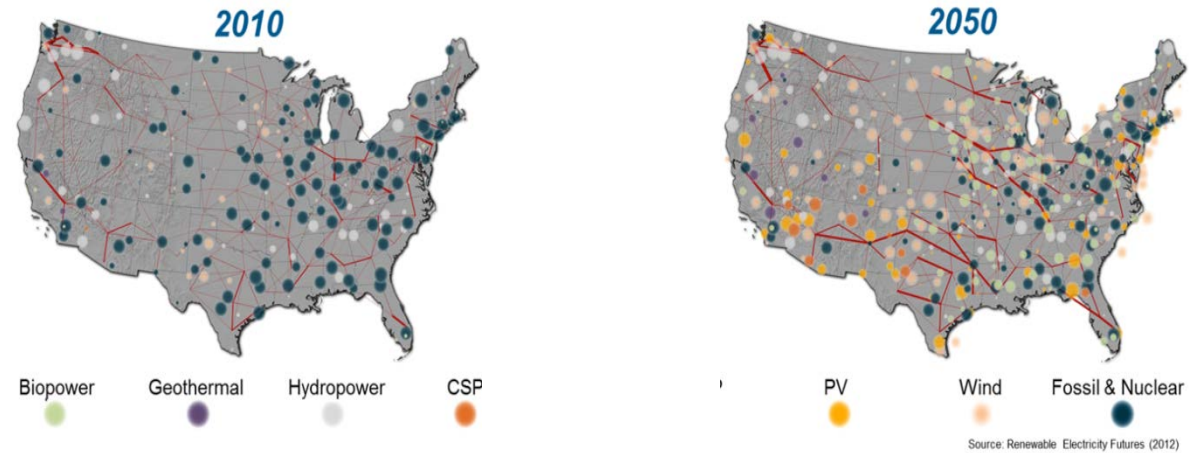 2010
2050
Biopower Geothermal Hydropower CSP
PV Wind Fossil & Nuclear
Source: Renewable Electricity Futures (2012)